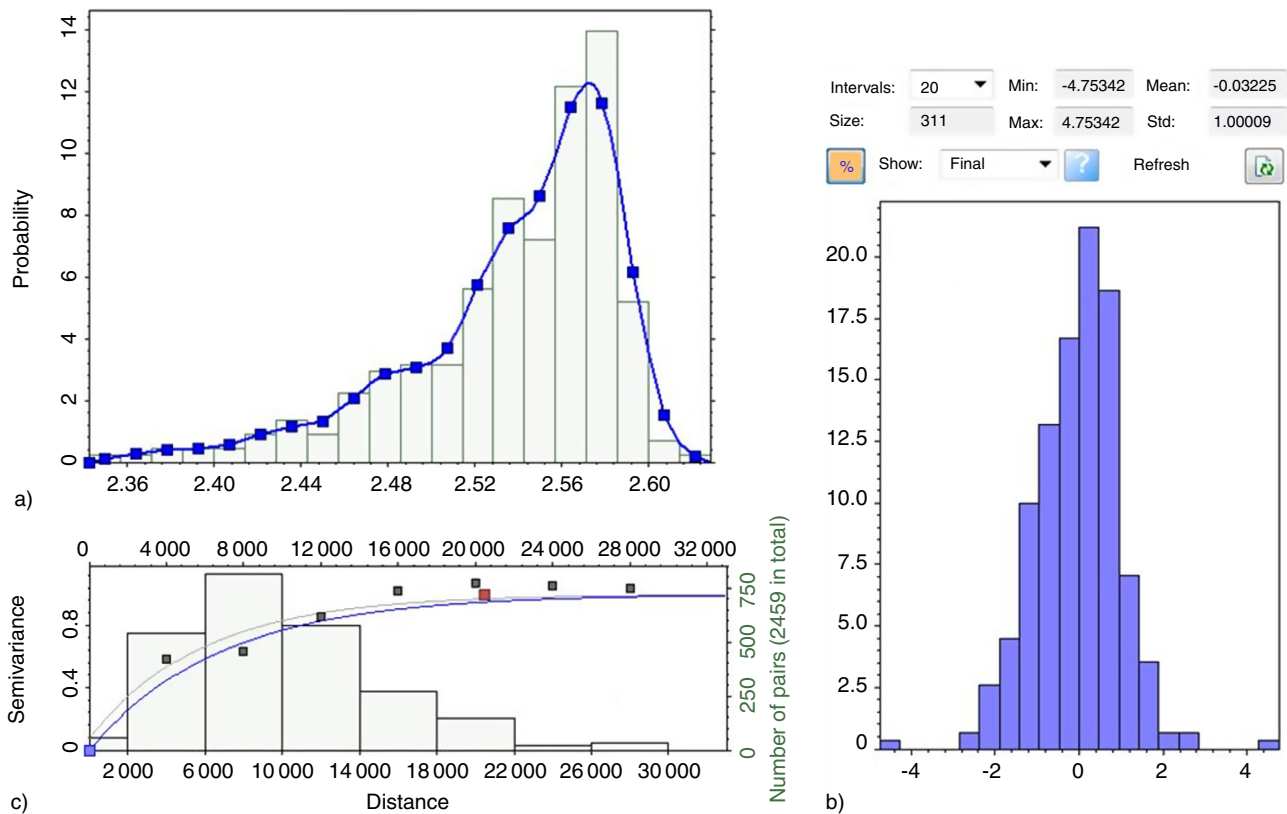 14
12
10
8
6
4
2
0
Probability
2.36 2.40 2.44 2.48 2.52 2.56 2.60
a)
0 4 000 8 000 12 000 16 000 20 000 24 000 28 000 32 000
0.8
0.4
0
Semivariance
750
500
250
0
Number of pairs (2459 in total)
2 000 6 000 10 000 14 000 18 000 22 000 26 000 30 000
Distance
c)
Intervals: 20 Min: -4.75342 Mean: -0.03225
Size: 311 Max: 4.75342 Std: 1.00009
% Show: Final ? Refresh
20.0
17.5
15.0
12.5
10.0
7.5
5.0
2.5
0
-4 -2 0 2 4
b)